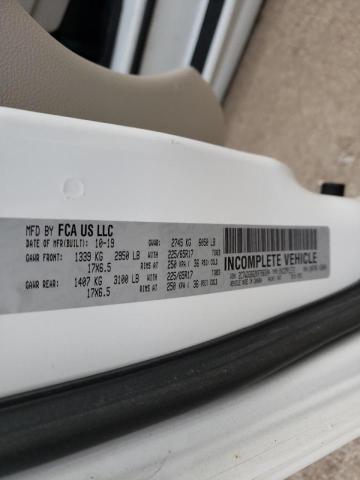 MFD BY FCA US LLC
DATE OF MFR(BUILT): 10-19 GVWR: 2745 KG 6050 LB
GAWR FRONT: 1339 KG 2950 LB WITH 225/65R17 TIRES
17X6.5 RIMS AT 250 KPA ( 36 PSI) COLD
GAWR REAR: 1407 KG 3100 LB WITH 225/65R17 TIRES
17X6.5 RIMS AT 250 KPA ( 36 PSI) COLD
INCOMPLETE VEHICLE